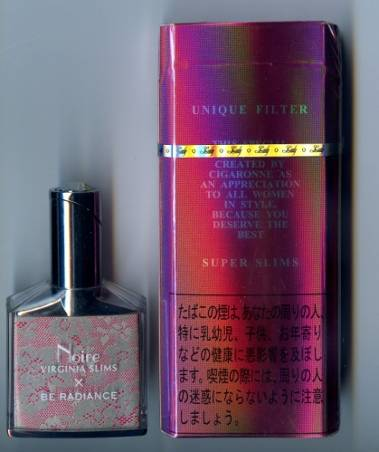 Noire
VIRGINIA SLIMS
×
BE RADIANCE
UNIQUE FILTER
CREATED BY
CIGARONNE AS
AN APPRECIATION
TO ALL WOMEN
IN STYLE,
BECAUSE YOU
DESERVE THE
BEST
SUPER SLIMS
たばこの煙は、あなたの周りの人、
特に乳幼児、子供、お年寄り
などの健康に悪影響を及ぼし
ます。喫煙の際には、周りの人
の迷惑にならないように注意
しましょう。